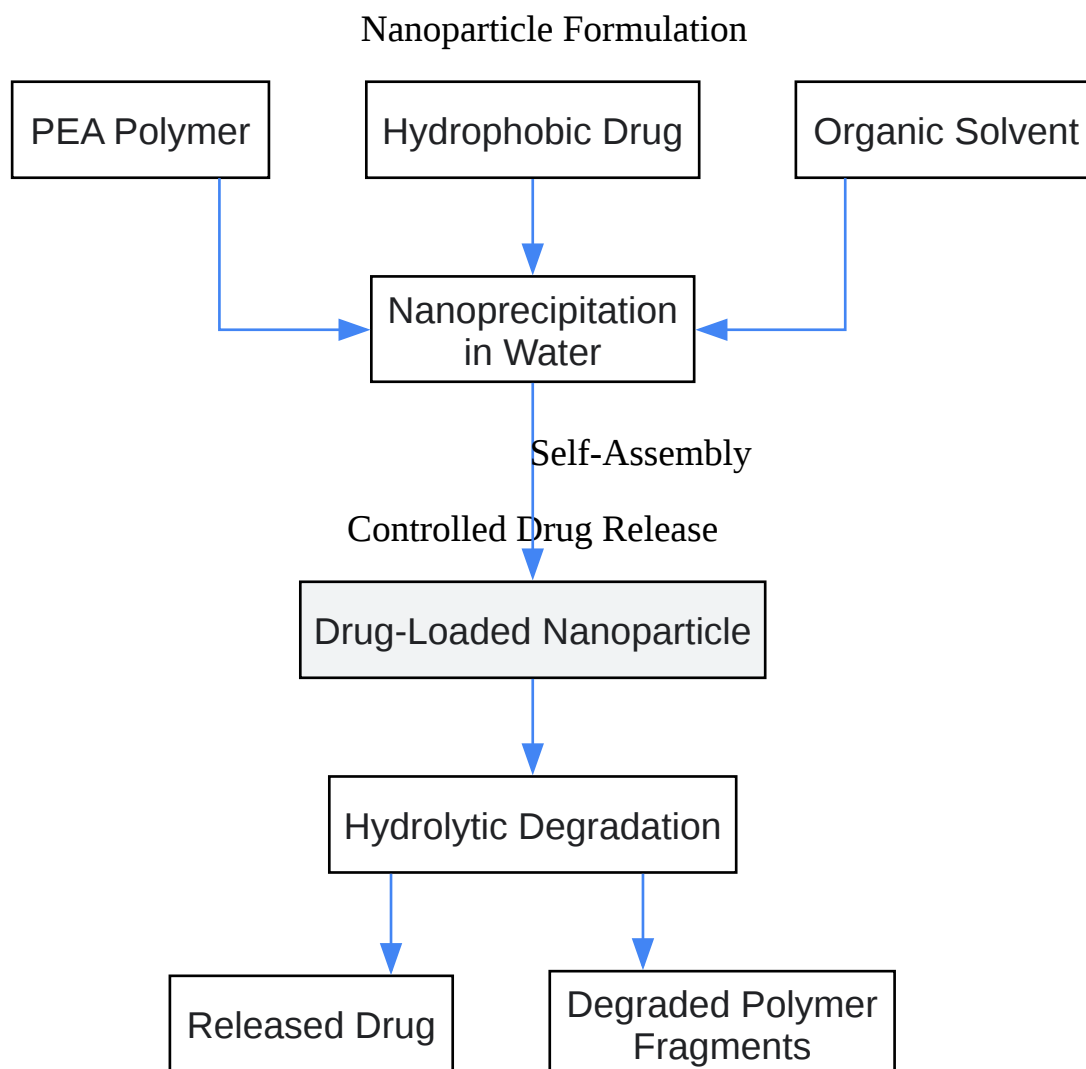 Nanoparticle Formulation
PEA Polymer
Hydrophobic Drug
Organic Solvent
Nanoprecipitation
in Water
Self-Assembly
Controlled Drug Release
Drug-Loaded Nanoparticle
Hydrolytic Degradation
Released Drug
Degraded Polymer
Fragments